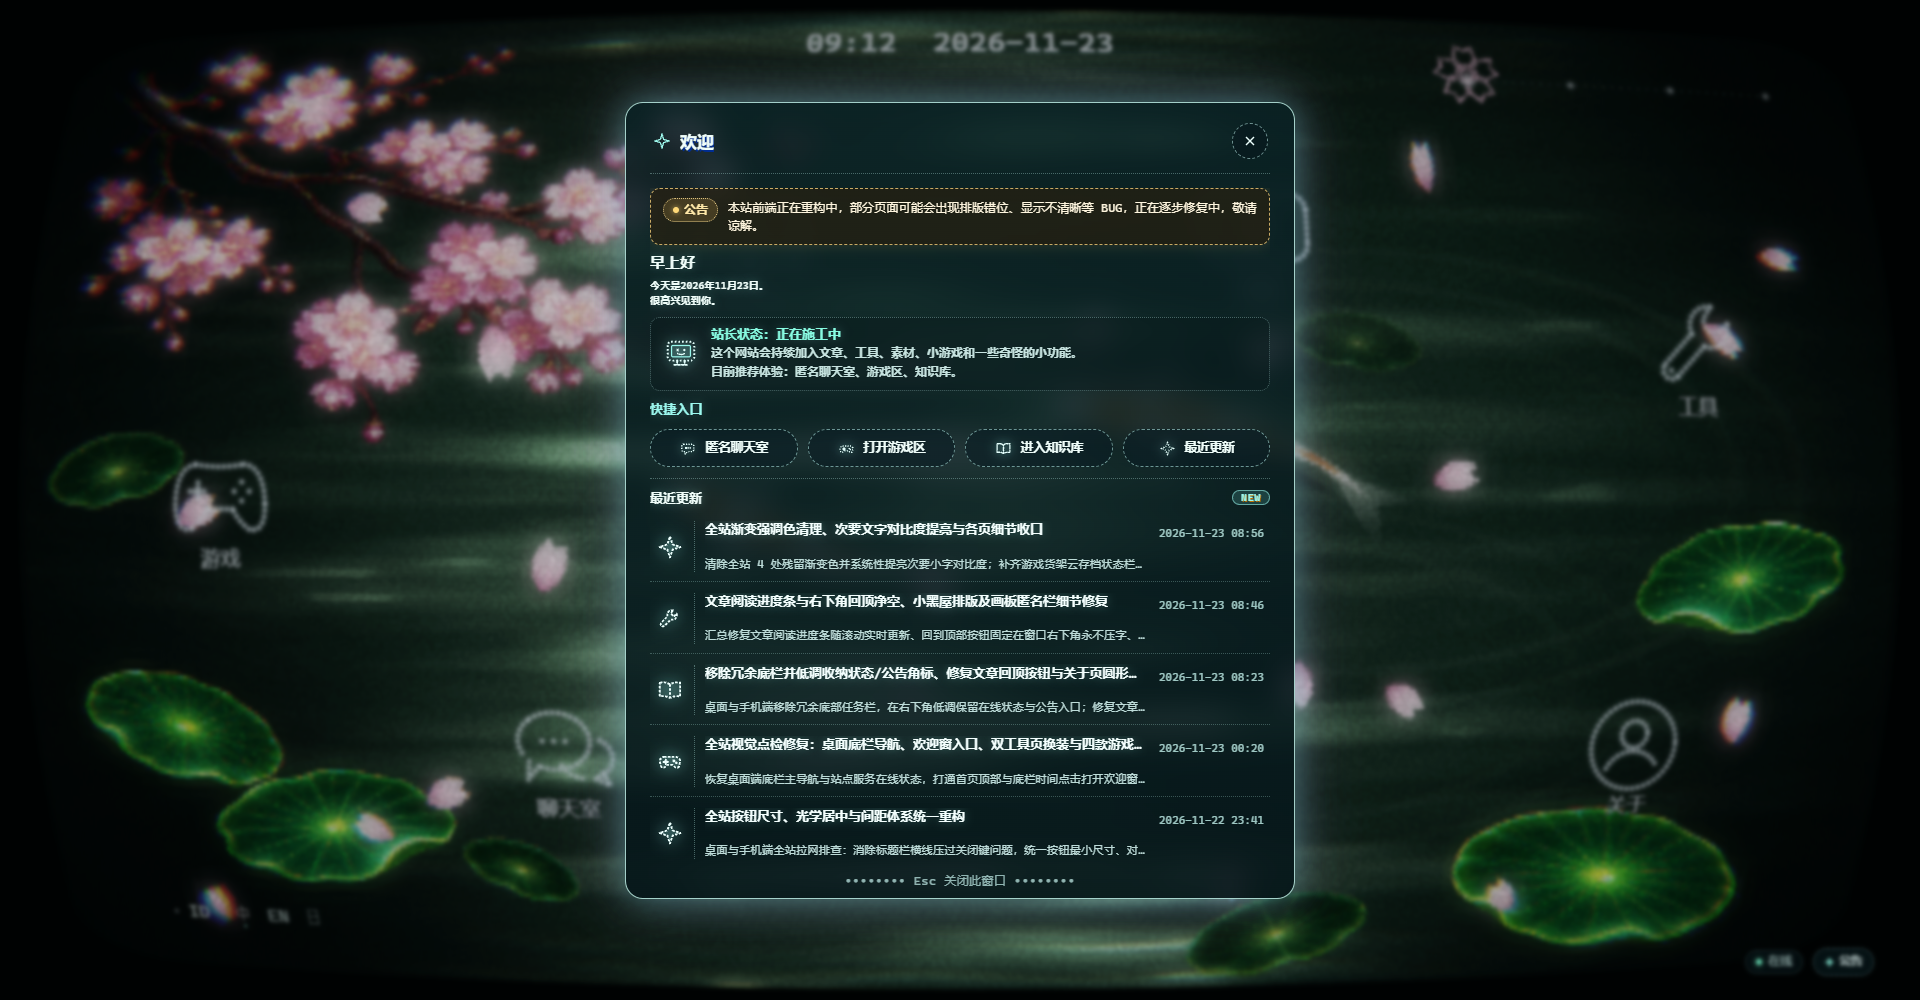 09:12 2026-11-23
欢迎
公告
本站前端正在重构中，部分页面可能会出现排版错位、显示不清晰等 BUG，正在逐步修复中，敬请
谅解。
早上好
今天是2026年11月23日。
很高兴见到你。
站长状态：正在施工中
这个网站会持续加入文章、工具、素材、小游戏和一些奇怪的小功能。
目前推荐体验：匿名聊天室、游戏区、知识库。
快捷入口
匿名聊天室
打开游戏区
进入知识库
最近更新
最近更新
NEW
全站渐变强调色清理、次要文字对比度提高与各页细节收口
2026-11-23 08:56
清除全站 4 处残留渐变色并系统性提亮次要小字对比度；补齐游戏货架云存档状态栏…
文章阅读进度条与右下角回顶净空、小黑屋排版及画板匿名栏细节修复
2026-11-23 08:46
汇总修复文章阅读进度条随滚动实时更新、回到顶部按钮固定在窗口右下角永不压字、…
移除冗余底栏并低调收纳状态/公告角标、修复文章回顶按钮与关于页圆形…
2026-11-23 08:23
桌面与手机端移除冗余底部任务栏，在右下角低调保留在线状态与公告入口；修复文章…
全站视觉点检修复：桌面底栏导航、欢迎窗入口、双工具页换装与四款游戏…
2026-11-23 00:20
恢复桌面端底栏主导航与站点服务在线状态，打通首页顶部与底栏时间点击打开欢迎窗…
全站按钮尺寸、光学居中与间距体系统一重构
2026-11-22 23:41
桌面与手机端全站拉网排查：消除标题栏横线压过关闭键问题，统一按钮最小尺寸、对…
Esc 关闭此窗口
工具
游戏
聊天室
关于
EN
在线
公告